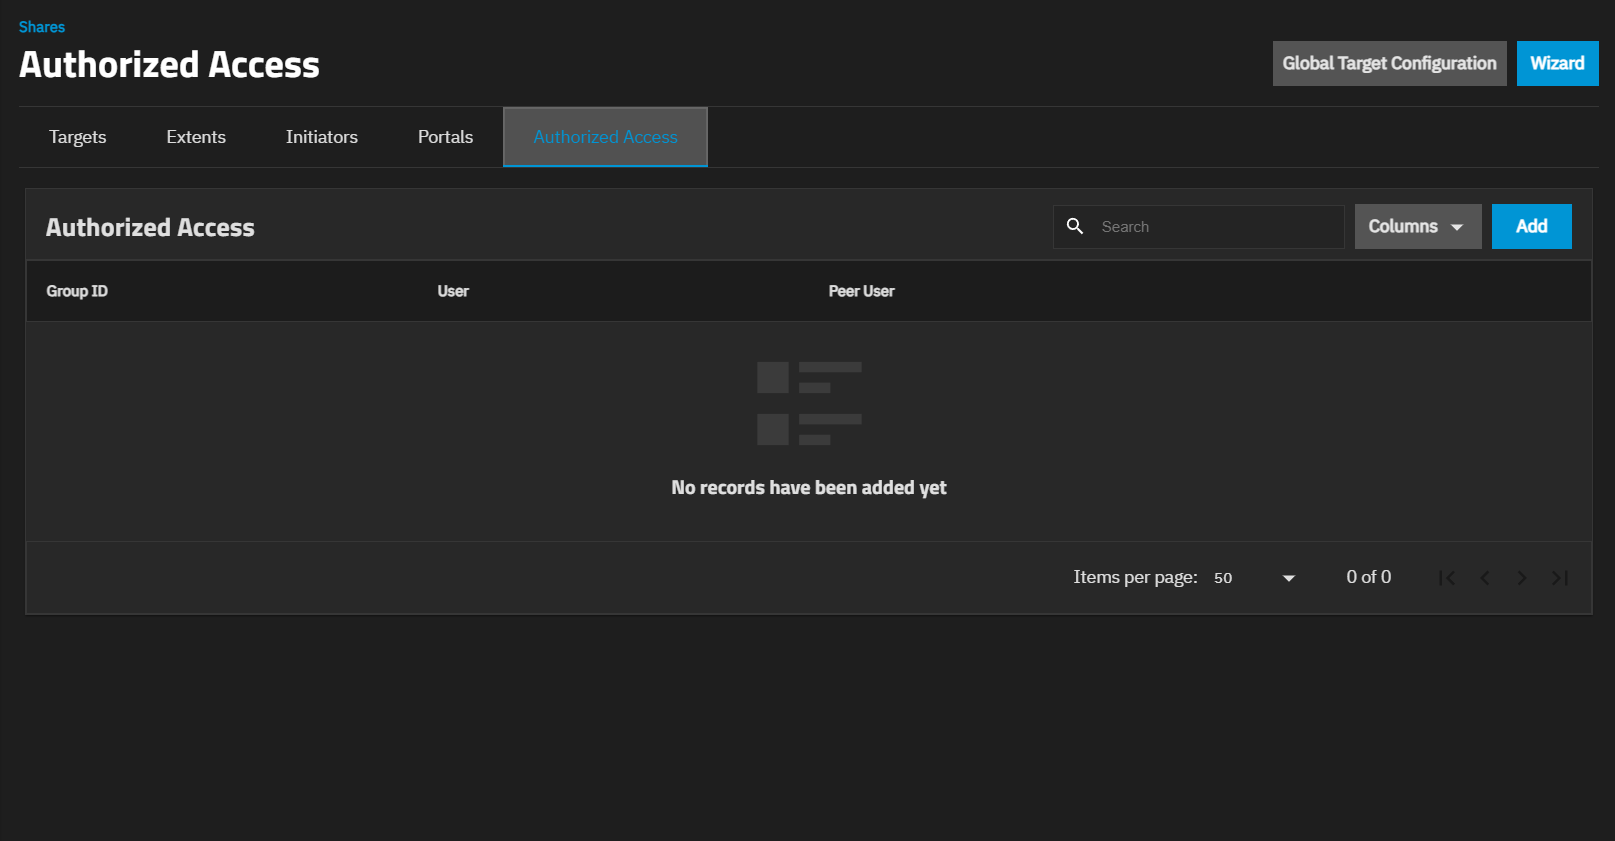 Shares
Authorized Access
Global Target Configuration
Wizard
Targets
Extents
Initiators
Portals
Authorized Access
Authorized Access
Search
Columns
Add
Group ID
User
Peer User
No records have been added yet
Items per page: 50
0 of 0